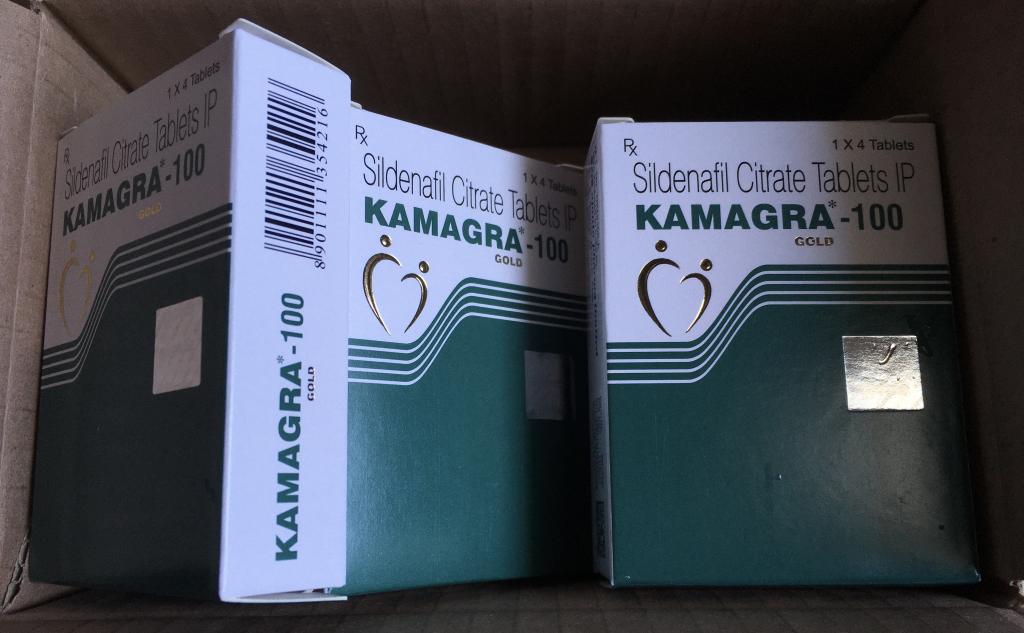 Rx
1 X 4 Tablets
Sildenafil Citrate Tablets IP
KAMAGRA*-100
GOLD
8901111354216
KAMAGRA*-100
GOLD
Rx
1 X 4 Tablets
Sildenafil Citrate Tablets IP
KAMAGRA*-100
GOLD
Rx
1 X 4 Tablets
Sildenafil Citrate Tablets IP
KAMAGRA*-100
GOLD